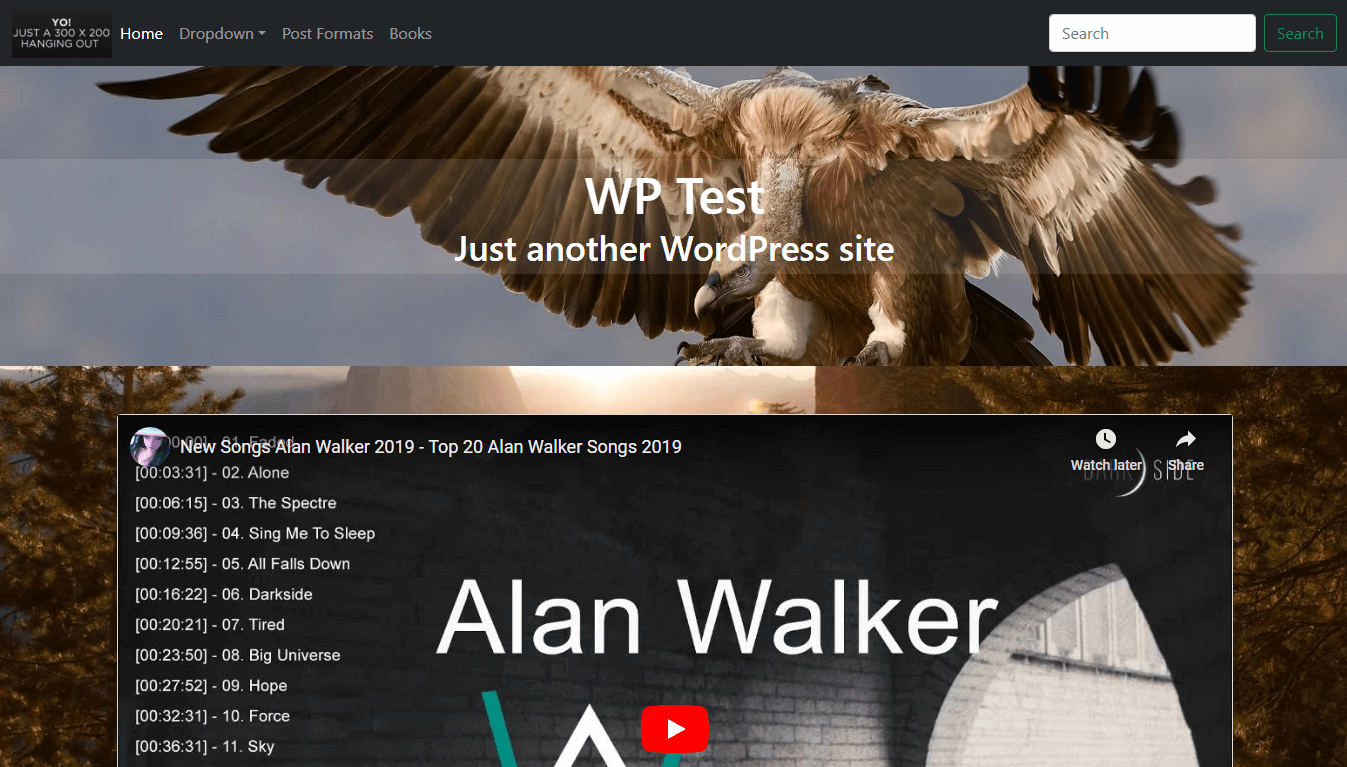 YO!
JUST A 300 X 200
HANGING OUT
Home Dropdown Post Formats Books Search Search
WP Test
Just another WordPress site
New Songs Alan Walker 2019 - Top 20 Alan Walker Songs 2019
Watch later Share
01. Faded
DARK SIDE
[00:03:31] - 02. Alone
[00:06:15] - 03. The Spectre
[00:09:36] - 04. Sing Me To Sleep
[00:12:55] - 05. All Falls Down
[00:16:22] - 06. Darkside
[00:20:21] - 07. Tired
[00:23:50] - 08. Big Universe
[00:27:52] - 09. Hope
[00:32:31] - 10. Force
[00:36:31] - 11. Sky
Alan Walker